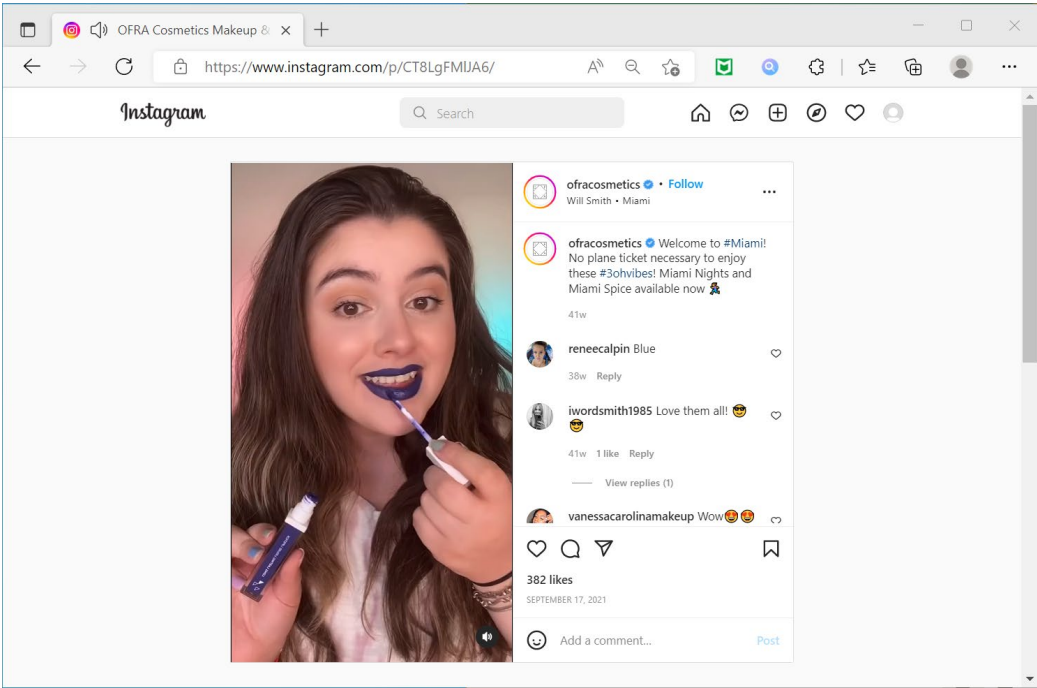 OFRA Cosmetics Makeup &
https://www.instagram.com/p/CT8LgFMlJA6/
Instagram
Search
ofracosmetics • Follow
Will Smith • Miami
ofracosmetics Welcome to #Miami!
No plane ticket necessary to enjoy
these #3ohvibes! Miami Nights and
Miami Spice available now
41w
reneecalpin Blue
38w Reply
iwordsmith1985 Love them all! 😎
😎
41w 1 like Reply
View replies (1)
vanessacarolinamakeup Wow😍😍
382 likes
SEPTEMBER 17, 2021
Add a comment...
Post